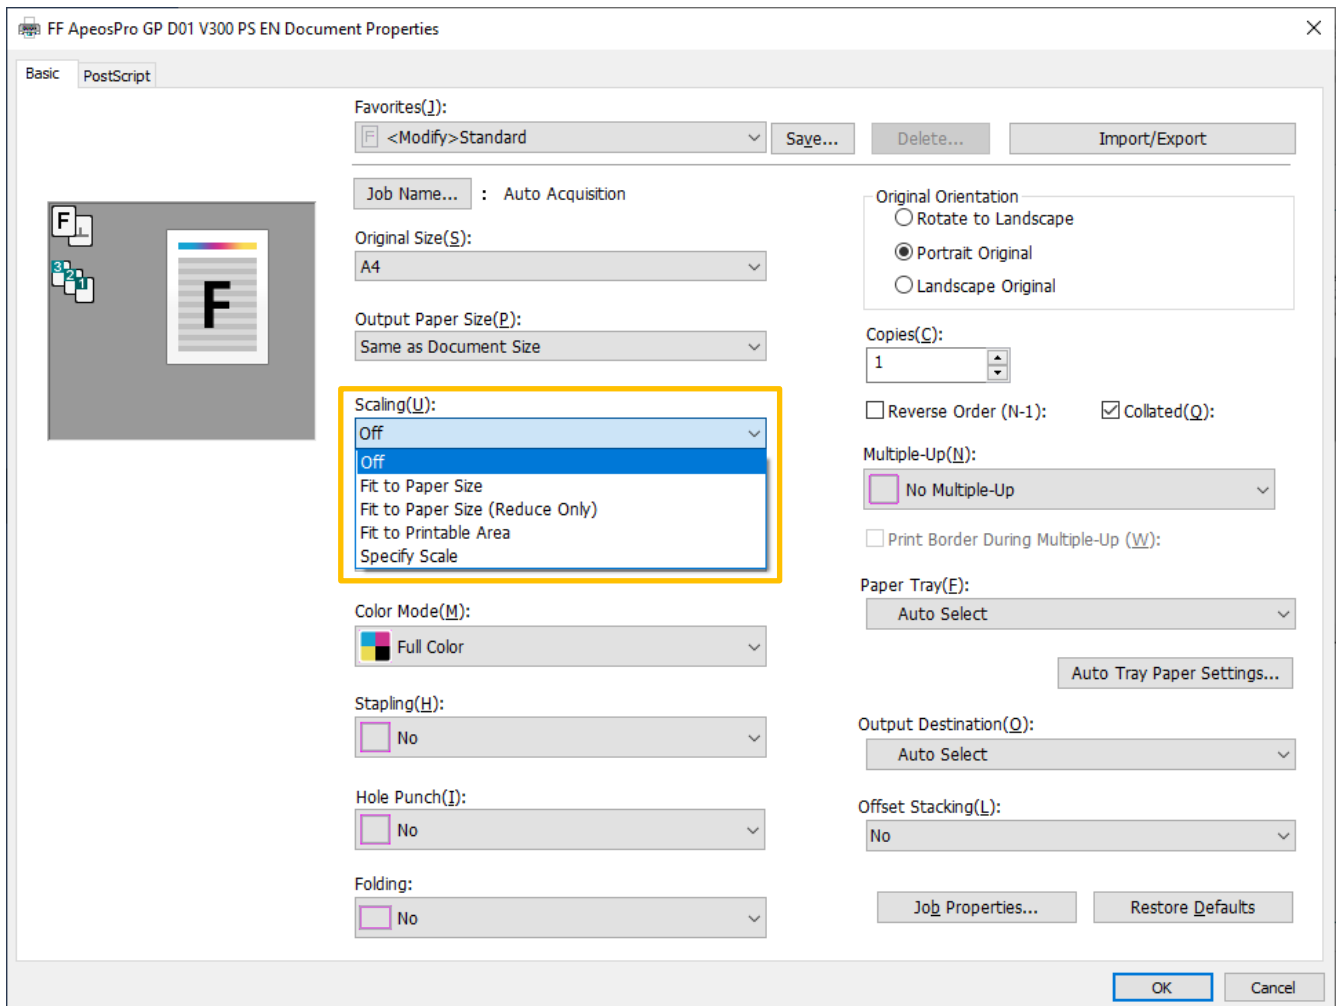 FF ApeosPro GP D01 V300 PS EN Document Properties
Basic
PostScript
Favorites(J):
F <Modify>Standard
Save...
Delete...
Import/Export
Job Name... : Auto Acquisition
Original Size(S):
A4
Output Paper Size(P):
Same as Document Size
Scaling(U):
Off
Off
Fit to Paper Size
Fit to Paper Size (Reduce Only)
Fit to Printable Area
Specify Scale
Color Mode(M):
Full Color
Stapling(H):
No
Hole Punch(I):
No
Folding:
No
F
3
2
1
F
Original Orientation
Rotate to Landscape
Portrait Original
Landscape Original
Copies(C):
1
Reverse Order (N-1):
Collated(Q):
Multiple-Up(N):
No Multiple-Up
Print Border During Multiple-Up (W):
Paper Tray(F):
Auto Select
Auto Tray Paper Settings...
Output Destination(O):
Auto Select
Offset Stacking(L):
No
Job Properties...
Restore Defaults
OK
Cancel